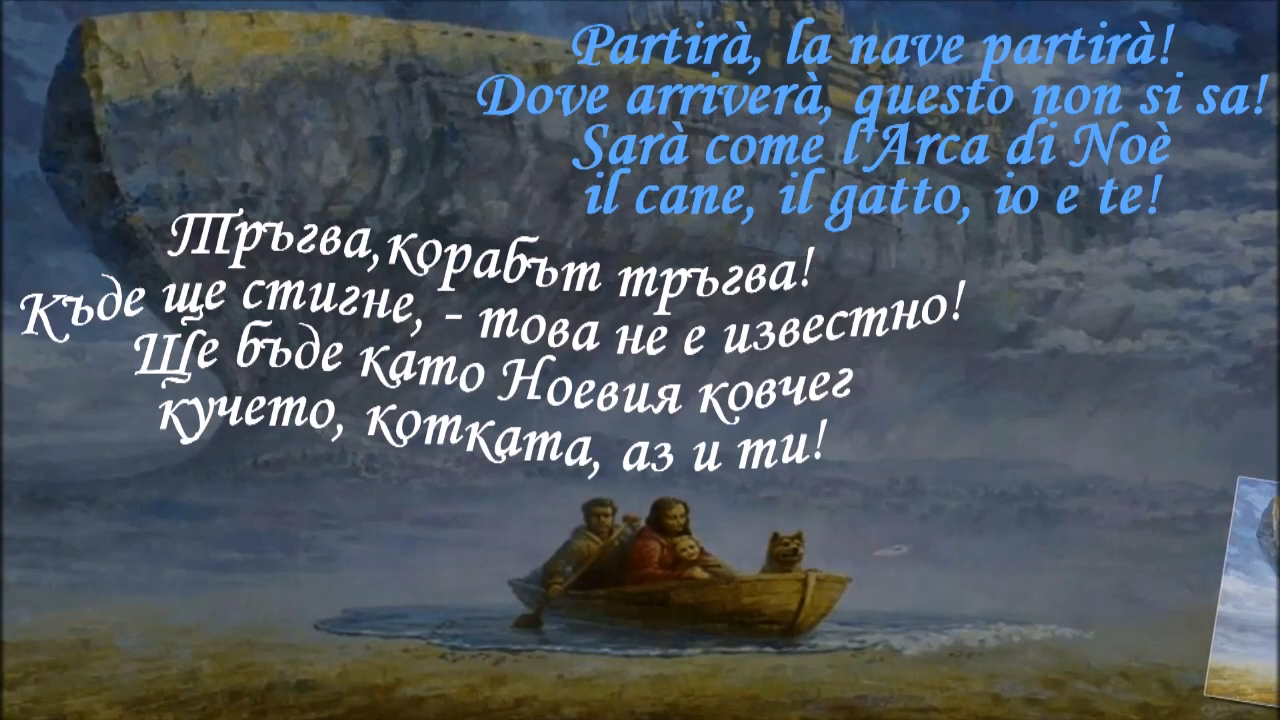 Partirà, la nave partirà!
Dove arriverà, questo non si sa!
Sarà come l'Arca di Noè
il cane, il gatto, io e te!
Тръгва,корабът тръгва!
Къде ще стигне, - това не е известно!
Ще бъде като Ноевия ковчег
кучето, котката, аз и ти!